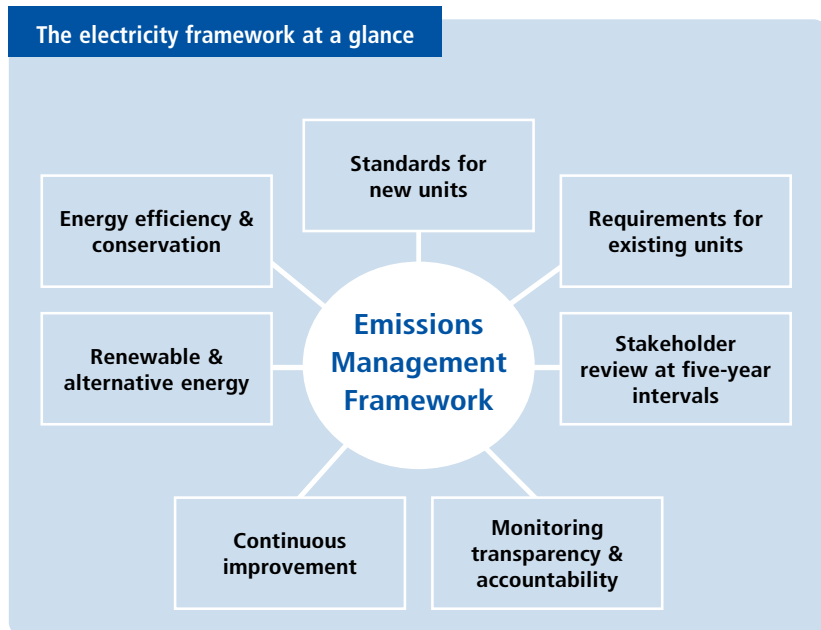 The electricity framework at a glance
Standards for
new units
Energy efficiency &
conservation
Requirements for
existing units
Emissions
Management
Framework
Renewable &
alternative energy
Stakeholder
review at five-year
intervals
Continuous
improvement
Monitoring
transparency &
accountability